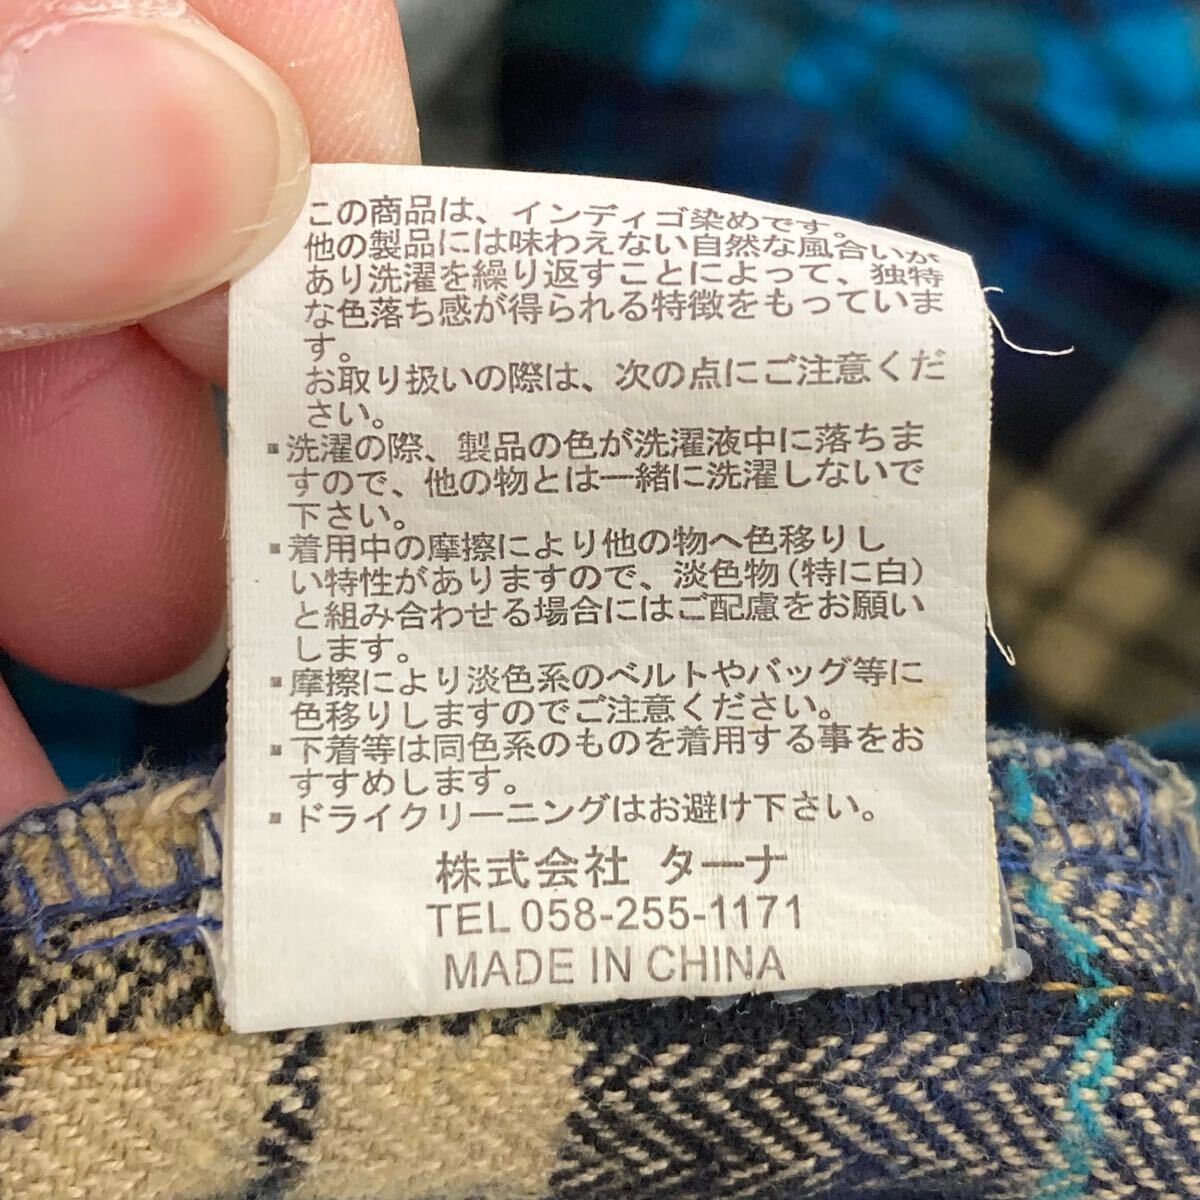 この商品は、インディゴ染めです。
他の製品には味わえない自然な風合いが
あり洗濯を繰り返すことによって、独特
な色落ち感が得られる特徴をもっていま
す。
お取り扱いの際は、次の点にご注意くだ
さい。
▪洗濯の際、製品の色が洗濯液中に落ちま
すので、他の物とは一緒に洗濯しないで
下さい。
▪着用中の摩擦により他の物へ色移りし
い特性がありますので、淡色物(特に白)
と組み合わせる場合にはご配慮をお願い
します。
▪摩擦により淡色系のベルトやバッグ等に
色移りしますのでご注意ください。
▪下着等は同色系のものを着用する事をお
すすめします。
▪ドライクリーニングはお避け下さい。
株式会社 ターナ
TEL 058-255-1171
MADE IN CHINA